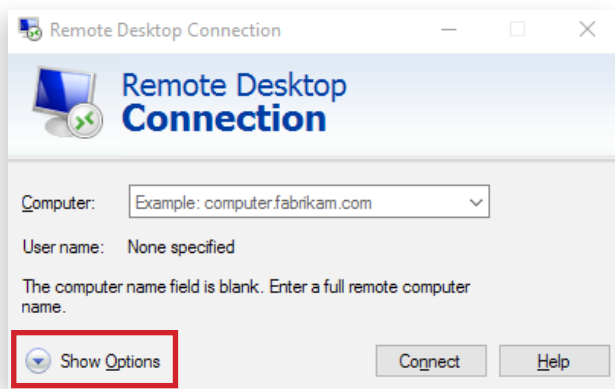 Remote Desktop Connection
Remote Desktop
Connection
Computer: Example: computer.fabrikam.com
User name: None specified
The computer name field is blank. Enter a full remote computer
name.
Show Options Connect Help